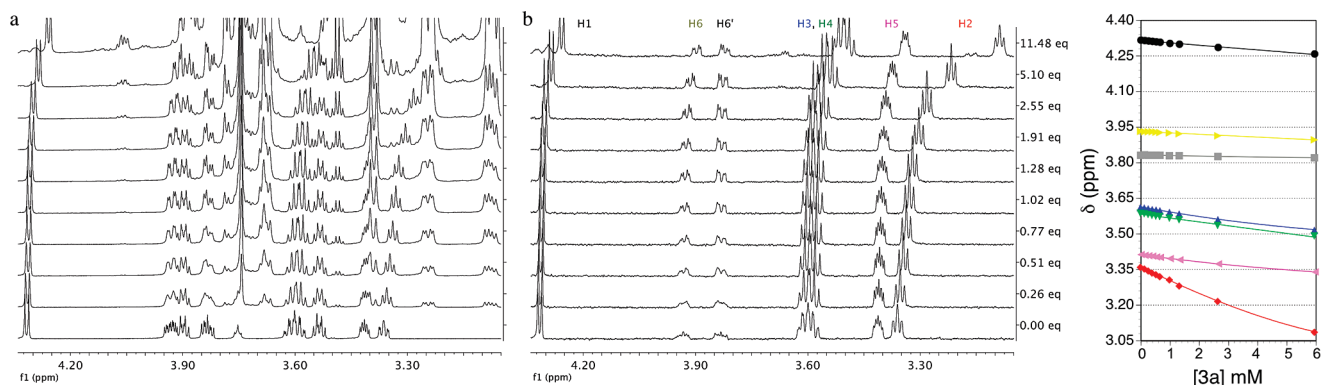 a
4.20 3.90 3.60 3.30
f1 (ppm)
b
H1 H6 H6' H3, H4 H5 H2
11.48 eq
5.10 eq
2.55 eq
1.91 eq
1.28 eq
1.02 eq
0.77 eq
0.51 eq
0.26 eq
0.00 eq
4.20 3.90 3.60 3.30
f1 (ppm)
δ (ppm)
4.40
4.25
3.95
3.80
3.65
3.50
3.35
3.20
3.05
0 1 2 3 4 5 6
[3a] mM